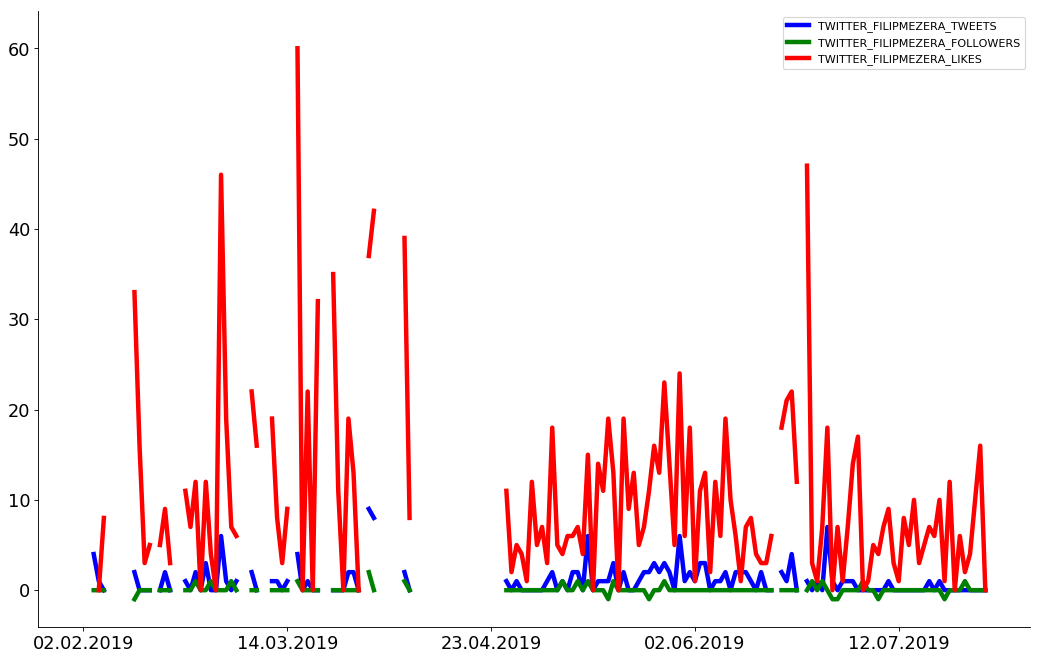 TWITTER_FILIPMEZERA_TWEETS
TWITTER_FILIPMEZERA_FOLLOWERS
TWITTER_FILIPMEZERA_LIKES
60
50
40
30
20
10
0
02.02.2019 14.03.2019 23.04.2019 02.06.2019 12.07.2019